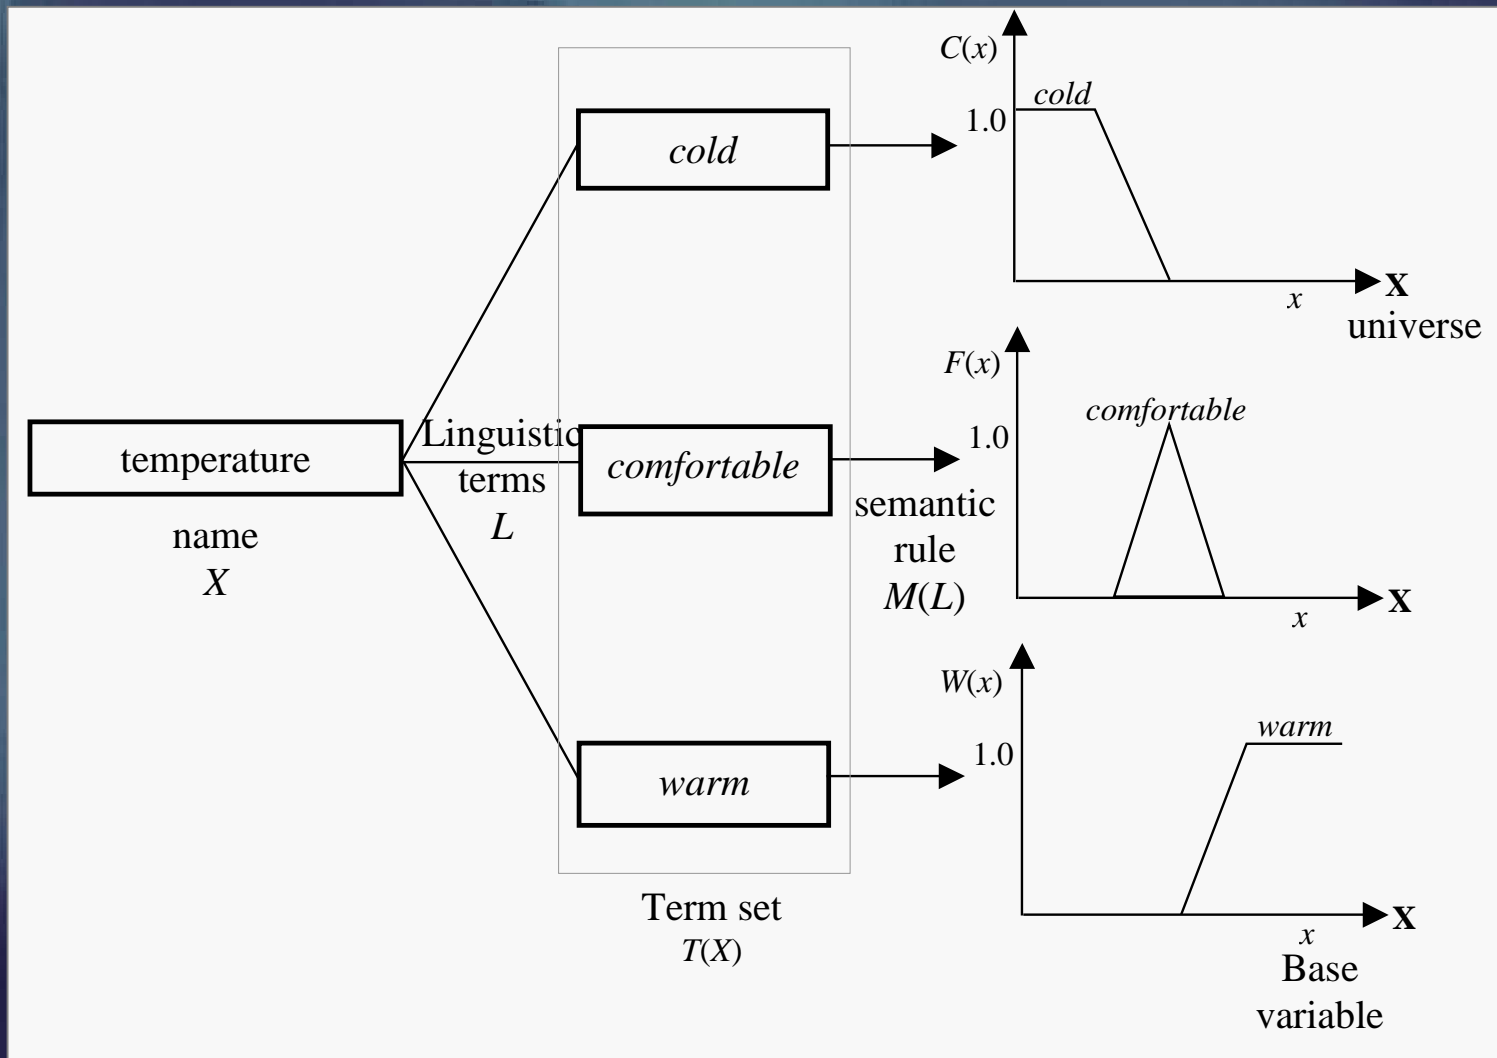 C(x)
cold
1.0
cold
x
X
universe
F(x)
comfortable
1.0
temperature
Linguistic
terms
L
comfortable
name
X
semantic
rule
M(L)
x
X
W(x)
warm
1.0
warm
x
X
Term set
T(X)
Base
variable